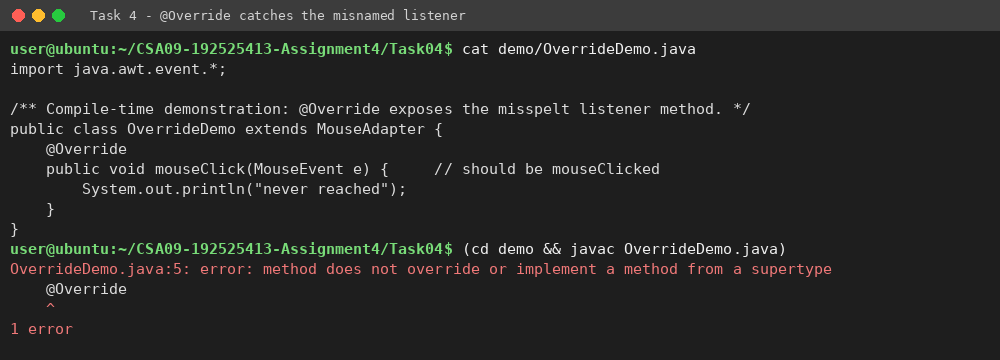 Task 4 - @Override catches the misnamed listener
user@ubuntu:~/CSA09-192525413-Assignment4/Task04$ cat demo/OverrideDemo.java
import java.awt.event.*;

/** Compile-time demonstration: @Override exposes the misspelt listener method. */
public class OverrideDemo extends MouseAdapter {
    @Override
    public void mouseClick(MouseEvent e) {     // should be mouseClicked
        System.out.println("never reached");
    }
}
user@ubuntu:~/CSA09-192525413-Assignment4/Task04$ (cd demo && javac OverrideDemo.java)
OverrideDemo.java:5: error: method does not override or implement a method from a supertype
    @Override
    ^
1 error